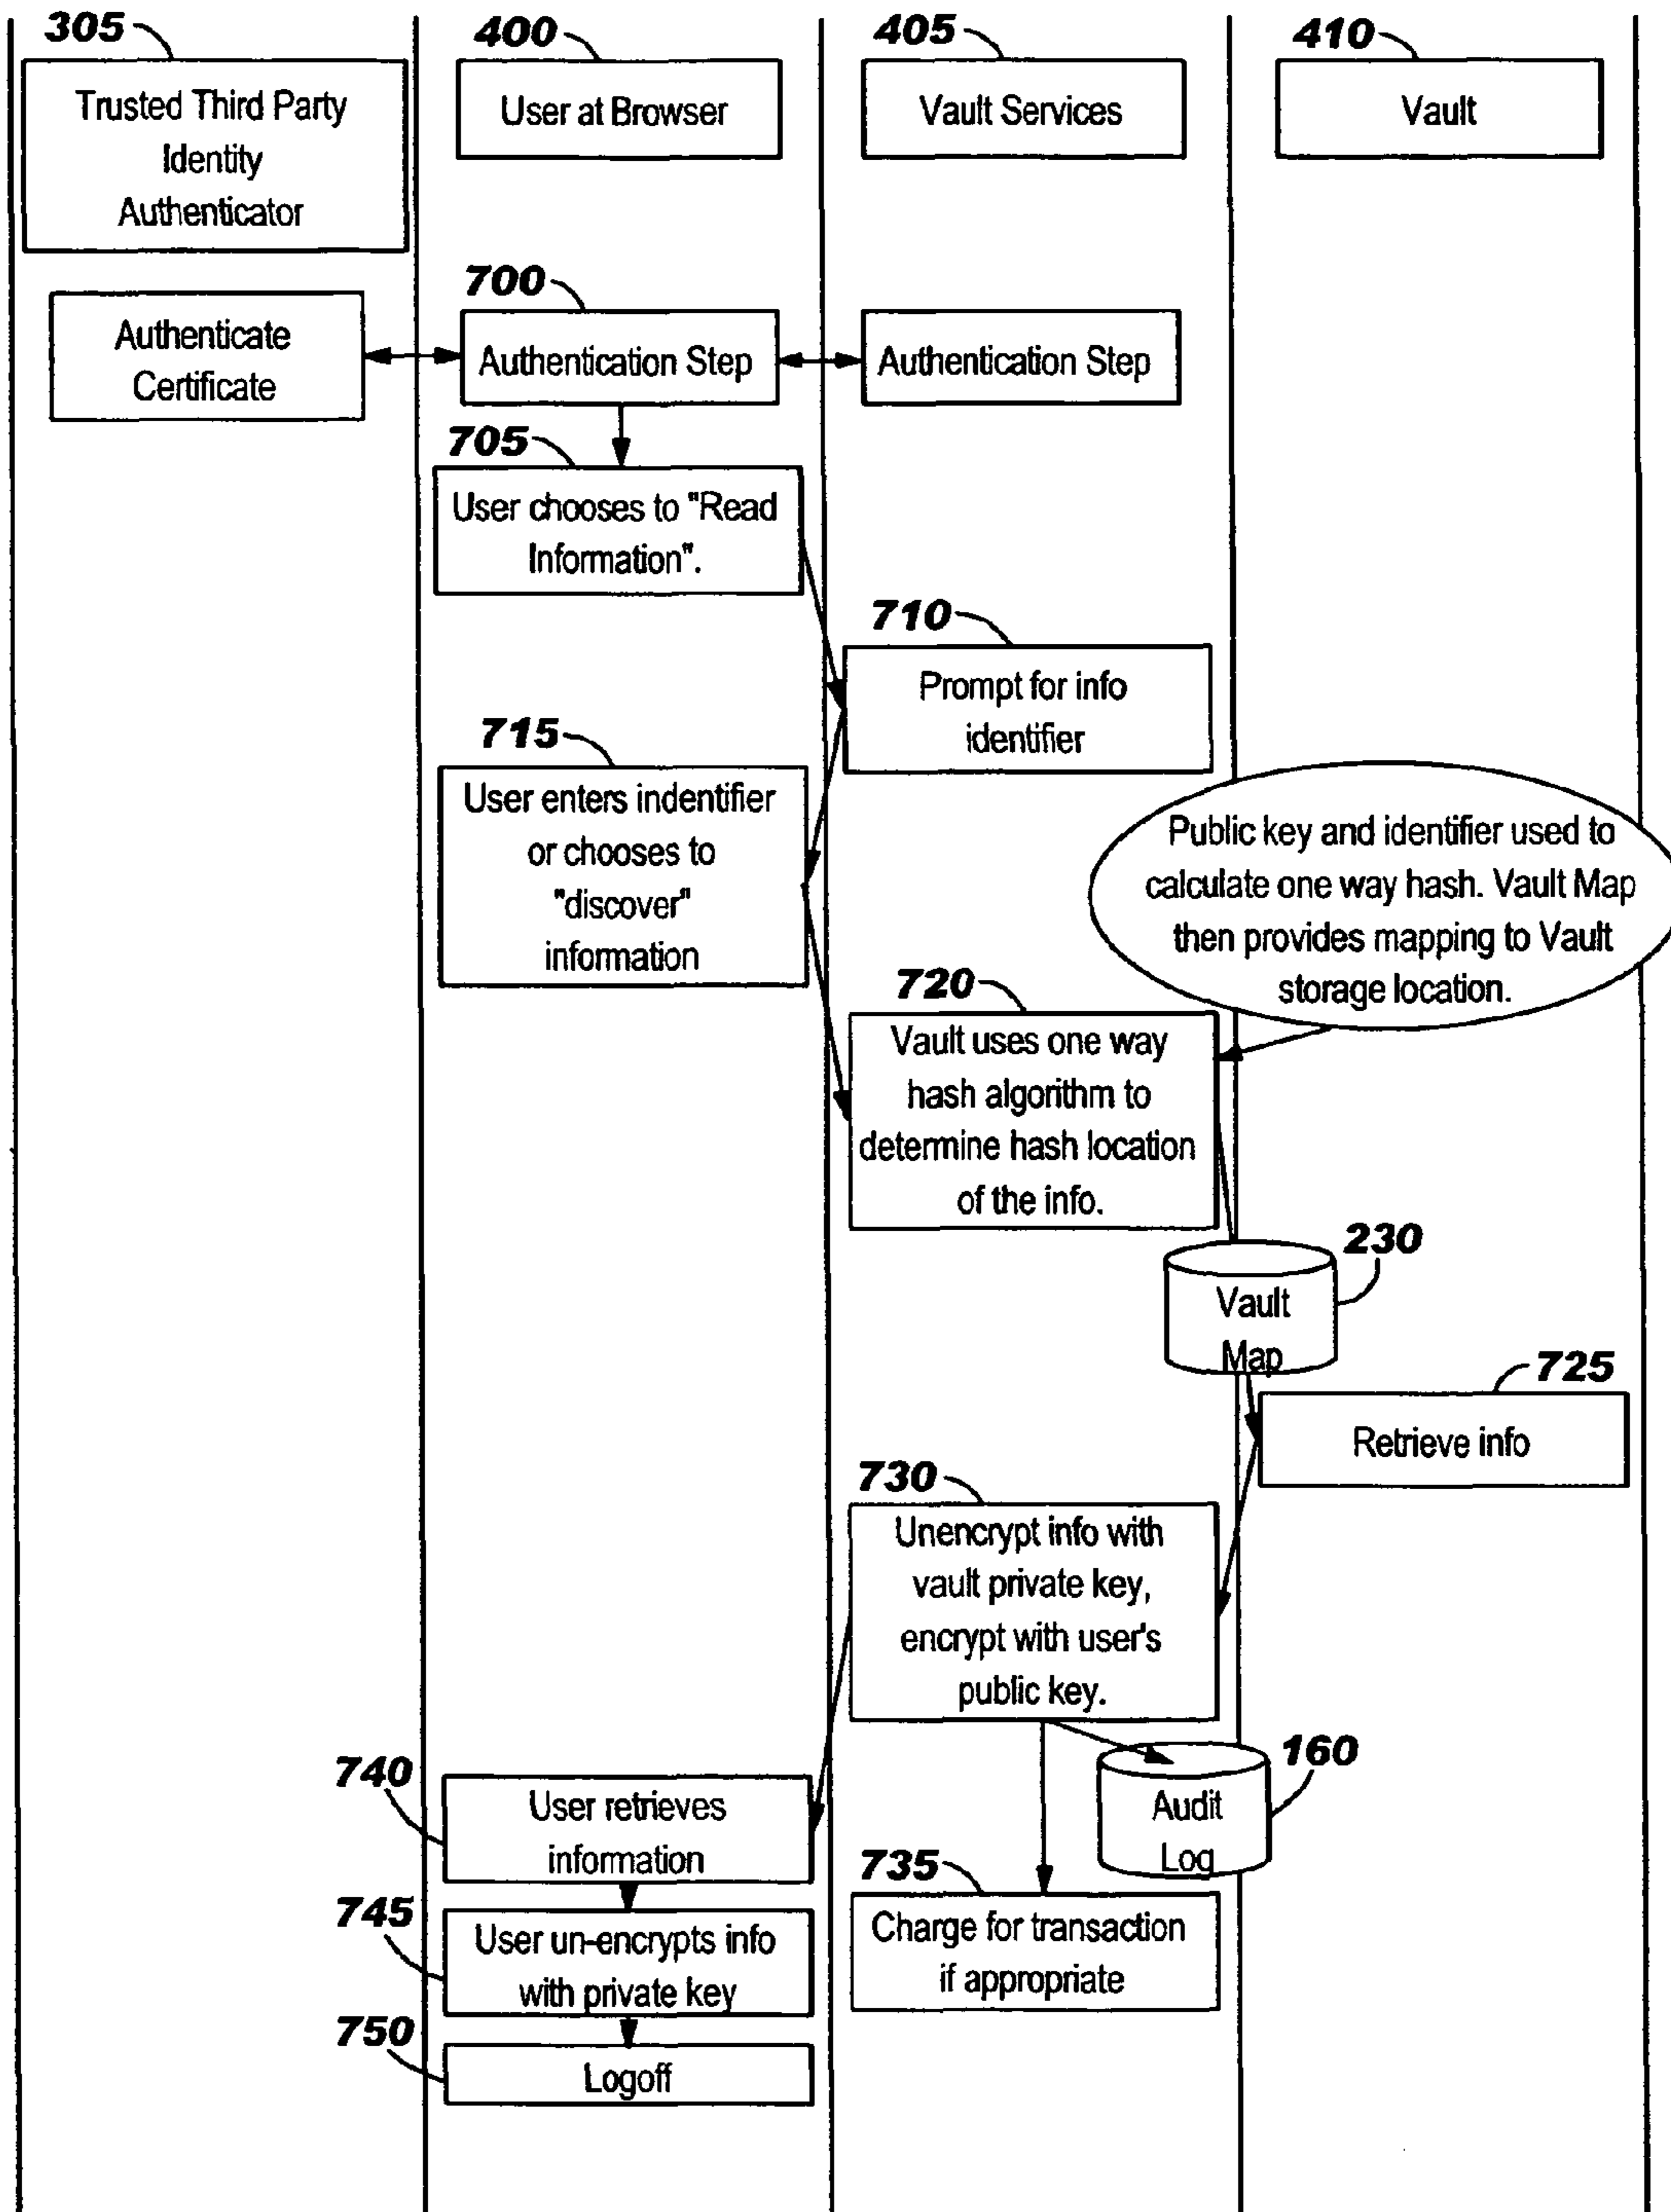 305
400
405
410
Trusted Third Party
Identity
Authenticator
User at Browser
Vault Services
Vault
700
Authenticate
Certificate
Authentication Step
Authentication Step
705
User chooses to "Read
Information".
710
Prompt for info
identifier
715
User enters indentifier
or chooses to
"discover"
information
Public key and identifier used to
calculate one way hash. Vault Map
then provides mapping to Vault
storage location.
720
Vault uses one way
hash algorithm to
determine hash location
of the info.
230
Vault
Map
725
Retrieve info
730
Unencrypt info with
vault private key,
encrypt with user's
public key.
160
Audit
Log
740
User retrieves
information
735
Charge for transaction
if appropriate
745
User un-encrypts info
with private key
750
Logoff